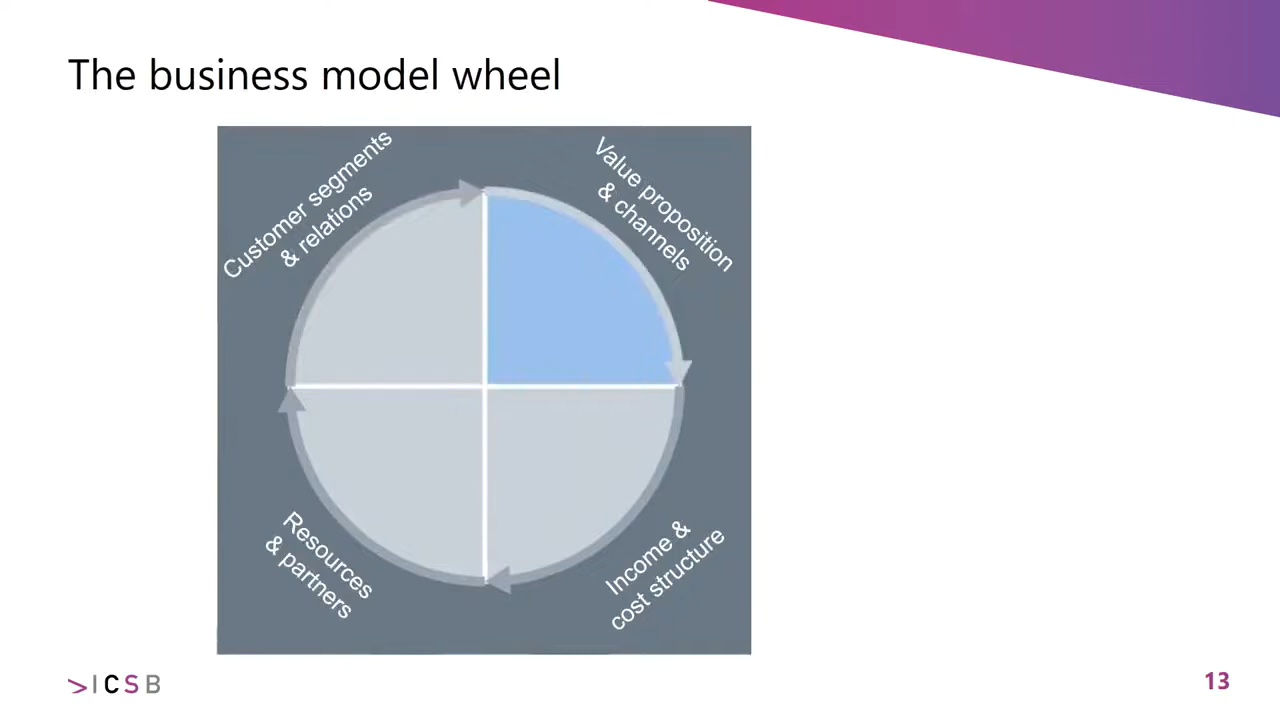 The business model wheel
Customer segments
& relations
Value proposition
& channels
Resources
& partners
Income &
cost structure
ICSB
13